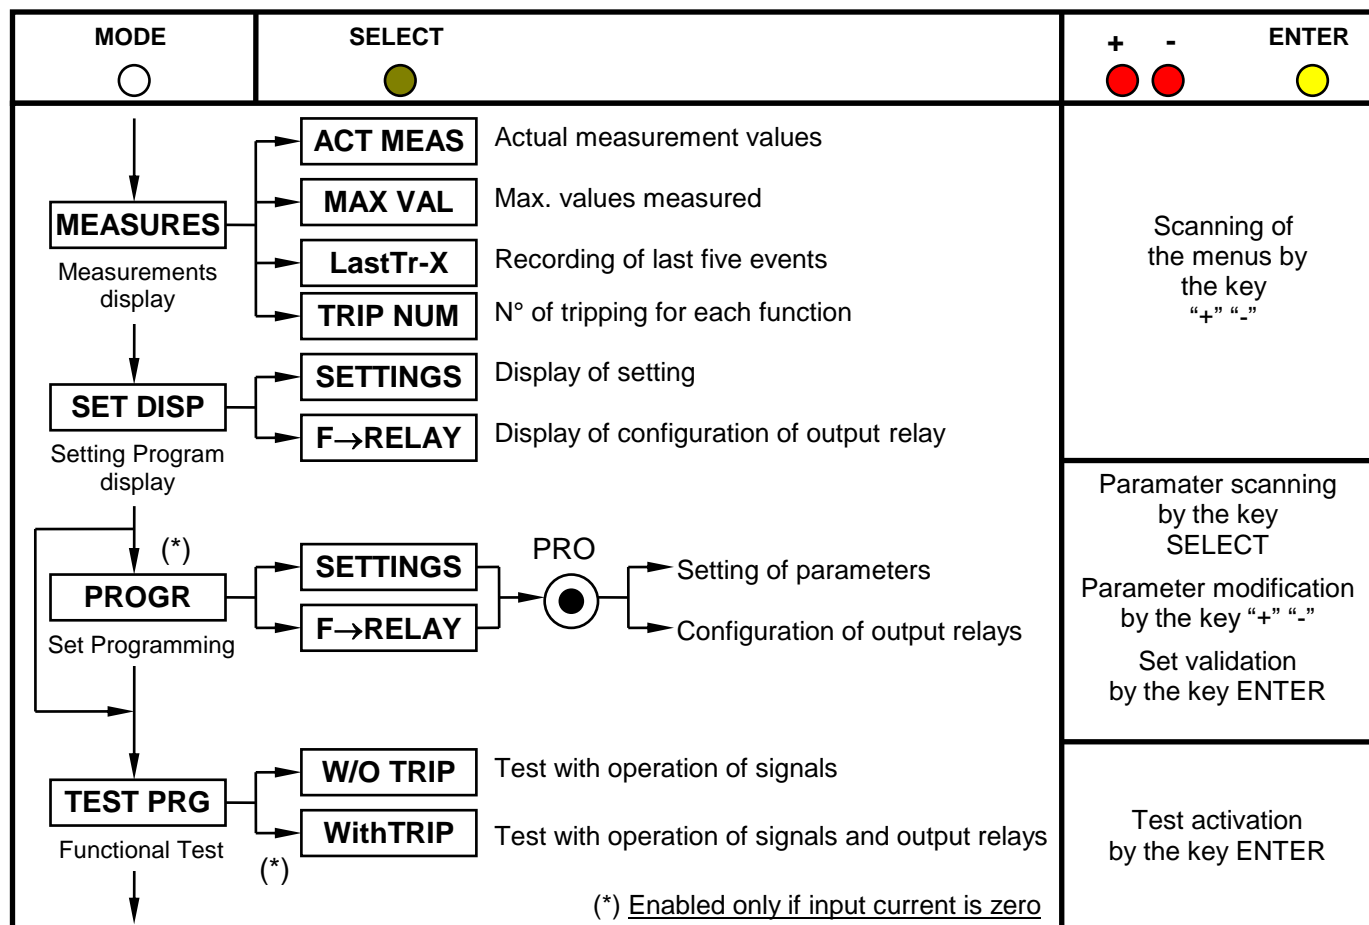 MODE
SELECT
+ -
ENTER
ACT MEAS
Actual measurement values
MAX VAL
Max. values measured
MEASURES
Measurements
display
LastTr-X
Recording of last five events
TRIP NUM
N° of tripping for each function
Scanning of
the menus by
the key
“+” “-”
SETTINGS
Display of setting
SET DISP
Setting Program
display
F→RELAY
Display of configuration of output relay
(*)
PROGR
Set Programming
SETTINGS
F→RELAY
PRO
Setting of parameters
Configuration of output relays
Paramater scanning
by the key
SELECT
Parameter modification
by the key “+” “-”
Set validation
by the key ENTER
TEST PRG
Functional Test
W/O TRIP
Test with operation of signals
WithTRIP
Test with operation of signals and output relays
(*)
Test activation
by the key ENTER
(*) Enabled only if input current is zero